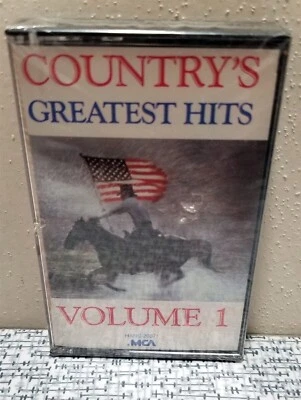 COUNTRY'S
GREATEST HITS
VOLUME 1
MCA